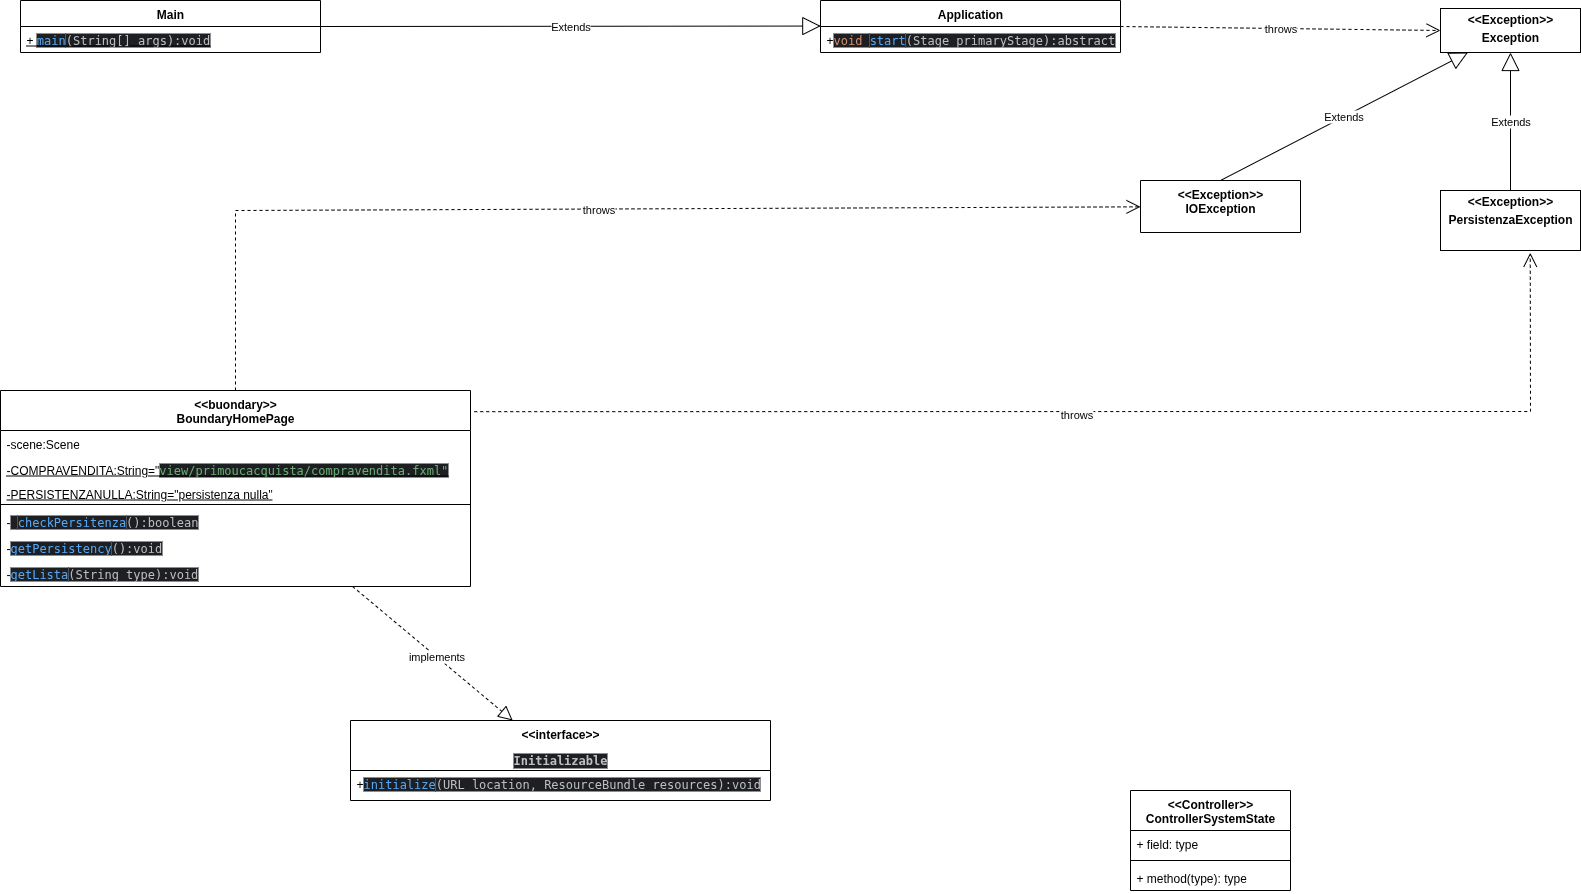 Main
+ main(String[] args):void
Extends
Application
+void start(Stage primaryStage):abstract
throws
<<Exception>>
Exception
Extends
Extends
<<Exception>>
IOException
<<Exception>>
PersistenzaException
throws
<<buondary>>
BoundaryHomePage
-scene:Scene
-COMPRAVENDITA:String="view/primoucacquista/compravendita.fxml"
-PERSISTENZANULLA:String="persistenza nulla"
- checkPersitenza():boolean
-getPersistency():void
-getLista(String type):void
throws
implements
<<interface>>
Initializable
+initialize(URL location, ResourceBundle resources):void
<<Controller>>
ControllerSystemState
+ field: type
+ method(type): type